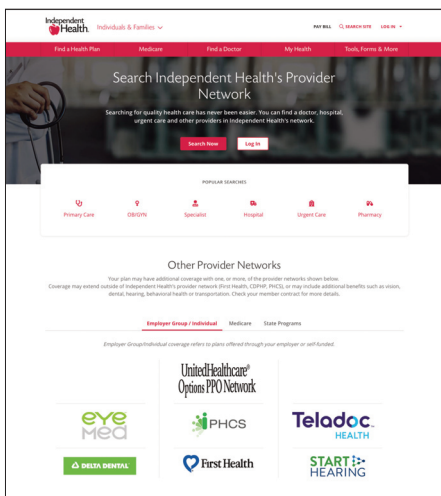 Independent
Health.
Individuals & Families
PAY BILL
SEARCH SITE
LOG IN
Find a Health Plan
Medicare
Find a Doctor
My Health
Tools, Forms & More
Search Independent Health's Provider
Network
Searching for quality health care has never been easier. You can find a doctor, hospital,
urgent care and other providers in Independent Health's network.
Search Now
Log In
POPULAR SEARCHES
Primary Care
OB/GYN
Specialist
Hospital
Urgent Care
Pharmacy
Other Provider Networks
Your plan may have additional coverage with one, or more, of the provider networks shown below.
Coverage may extend outside of Independent Health's provider network (First Health, CDPHP, PHCS), or may include additional benefits such as vision,
dental, hearing, behavioral health or transportation. Check your member contract for more details.
Employer Group / Individual
Medicare
State Programs
Employer Group/Individual coverage refers to plans offered through your employer or self-funded.
UnitedHealthcare®
Options PPO Network
eye
med
PHCS
Teladoc
HEALTH
DELTA DENTAL
First Health
START
HEARING